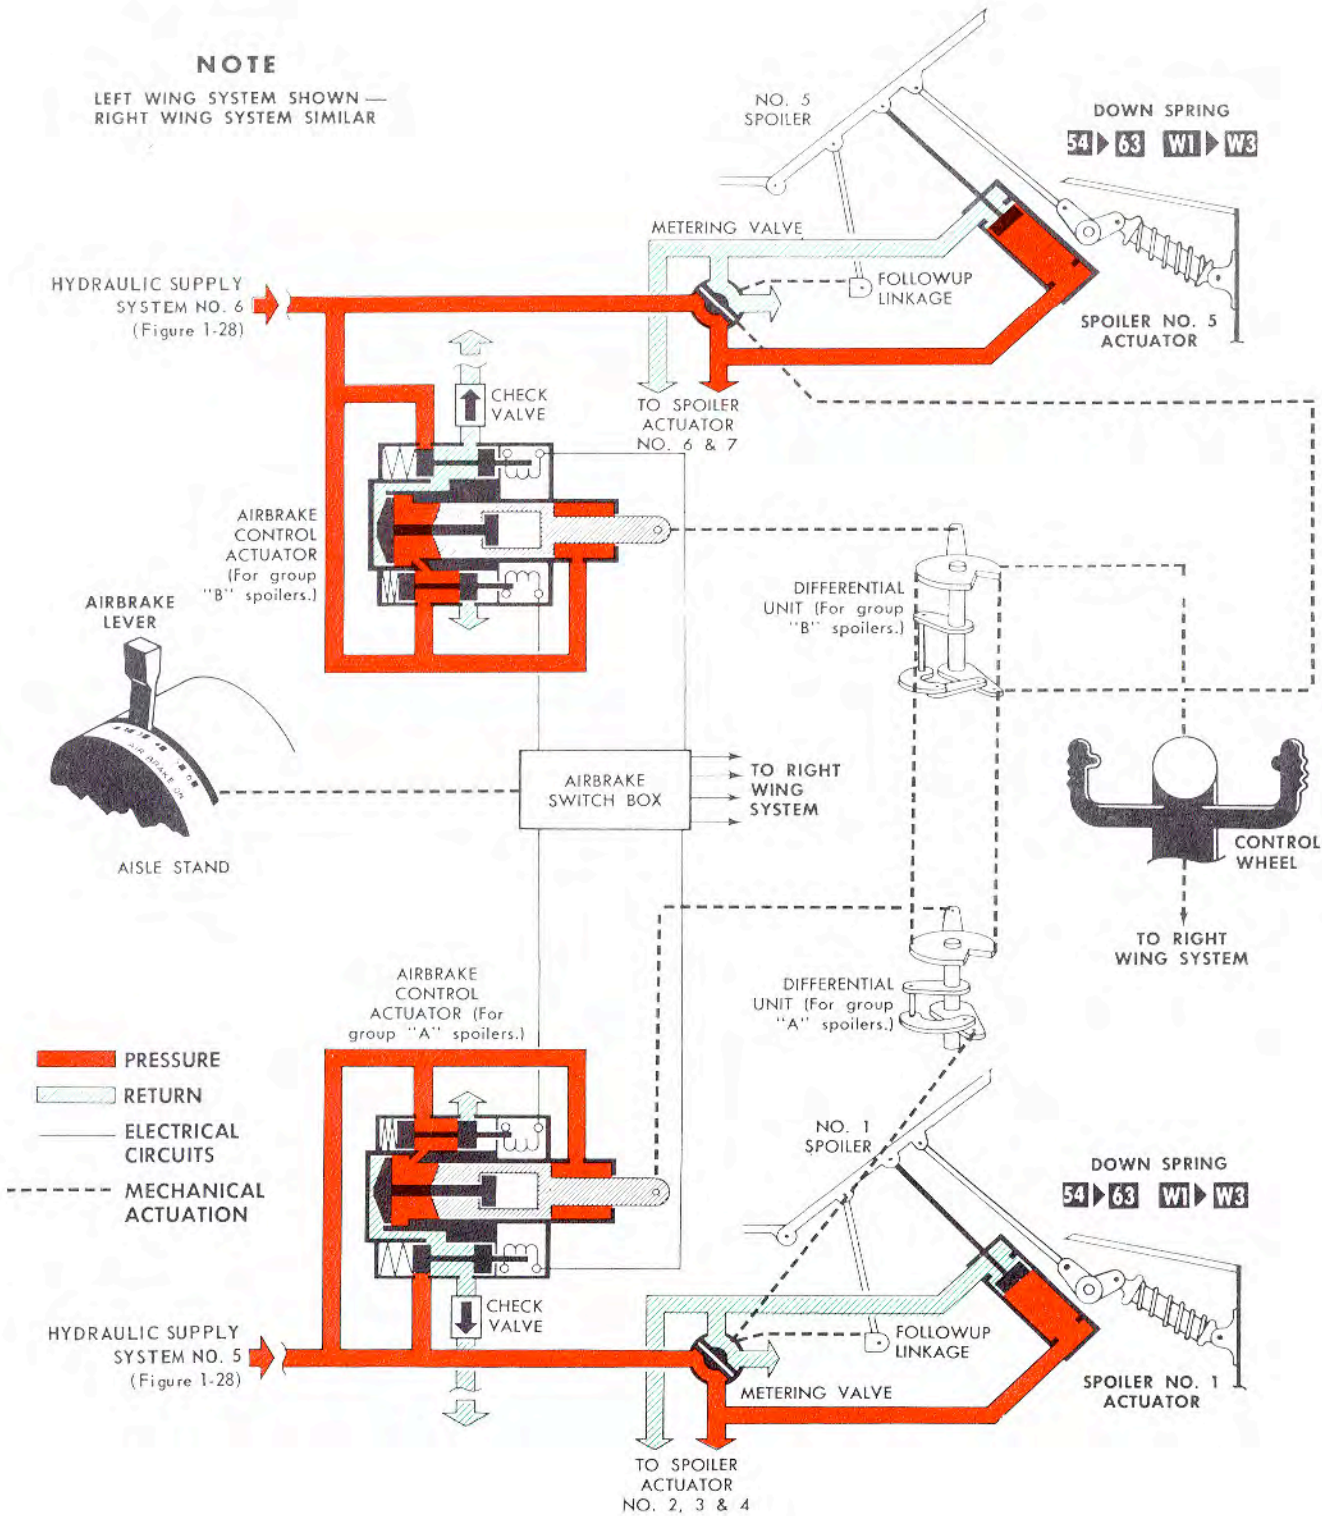 NOTE
LEFT WING SYSTEM SHOWN —
RIGHT WING SYSTEM SIMILAR
NO. 5
SPOILER
DOWN SPRING
54 63 W1 W3
METERING VALVE
HYDRAULIC SUPPLY
SYSTEM NO. 6
(Figure 1-28)
FOLLOWUP
LINKAGE
SPOILER NO. 5
ACTUATOR
CHECK
VALVE
TO SPOILER
ACTUATOR
NO. 6 & 7
AIRBRAKE
CONTROL
ACTUATOR
(For group
"B" spoilers.)
DIFFERENTIAL
UNIT (For group
"B" spoilers.)
AIRBRAKE
LEVER
AIR BRAKE ON
AISLE STAND
AIRBRAKE
SWITCH BOX
TO RIGHT
WING
SYSTEM
CONTROL
WHEEL
TO RIGHT
WING SYSTEM
AIRBRAKE
CONTROL
ACTUATOR (For
group "A" spoilers.)
DIFFERENTIAL
UNIT (For group
"A" spoilers.)
PRESSURE
RETURN
ELECTRICAL
CIRCUITS
MECHANICAL
ACTUATION
NO. 1
SPOILER
DOWN SPRING
54 63 W1 W3
CHECK
VALVE
HYDRAULIC SUPPLY
SYSTEM NO. 5
(Figure 1-28)
FOLLOWUP
LINKAGE
METERING VALVE
SPOILER NO. 1
ACTUATOR
TO SPOILER
ACTUATOR
NO. 2, 3 & 4